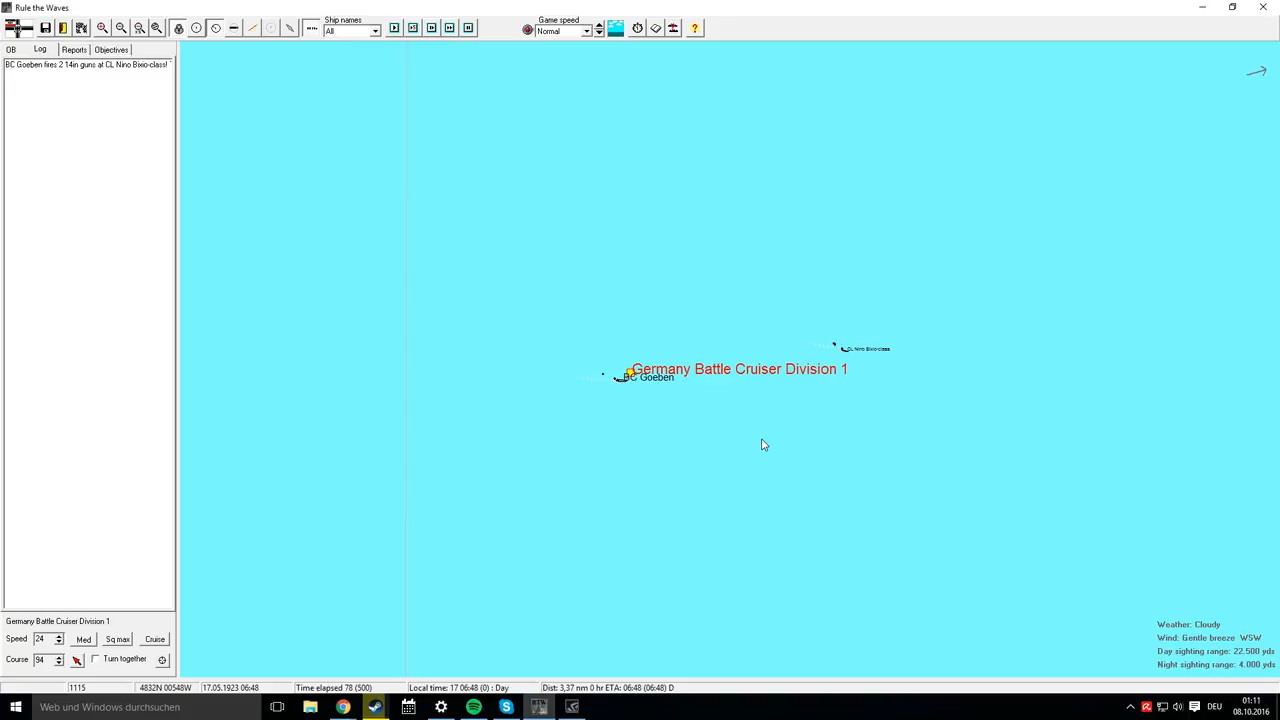 Rule the Waves
Ship names
All
Game speed
Normal
OB
Log
Reports
Objectives
BC Goeben fires 2 14in guns at CL Nino Bixio-class!
Germany Battle Cruiser Division 1
BC Goeben
CL Nino Bixio-class
Weather: Cloudy
Wind: Gentle breeze WSW
Day sighting range: 22.500 yds
Night sighting range: 4.000 yds
Germany Battle Cruiser Division 1
Speed 24 Med Sq max Cruise
Course 94 Turn together
1115 4832N 00548W 17.05.1923 06:48 Time elapsed 78 (500) Local time: 17 06:48 (0) : Day Dist: 3,37 nm 0 hr ETA: 06:48 (06:48) D
Web und Windows durchsuchen
DEU
01:11
08.10.2016